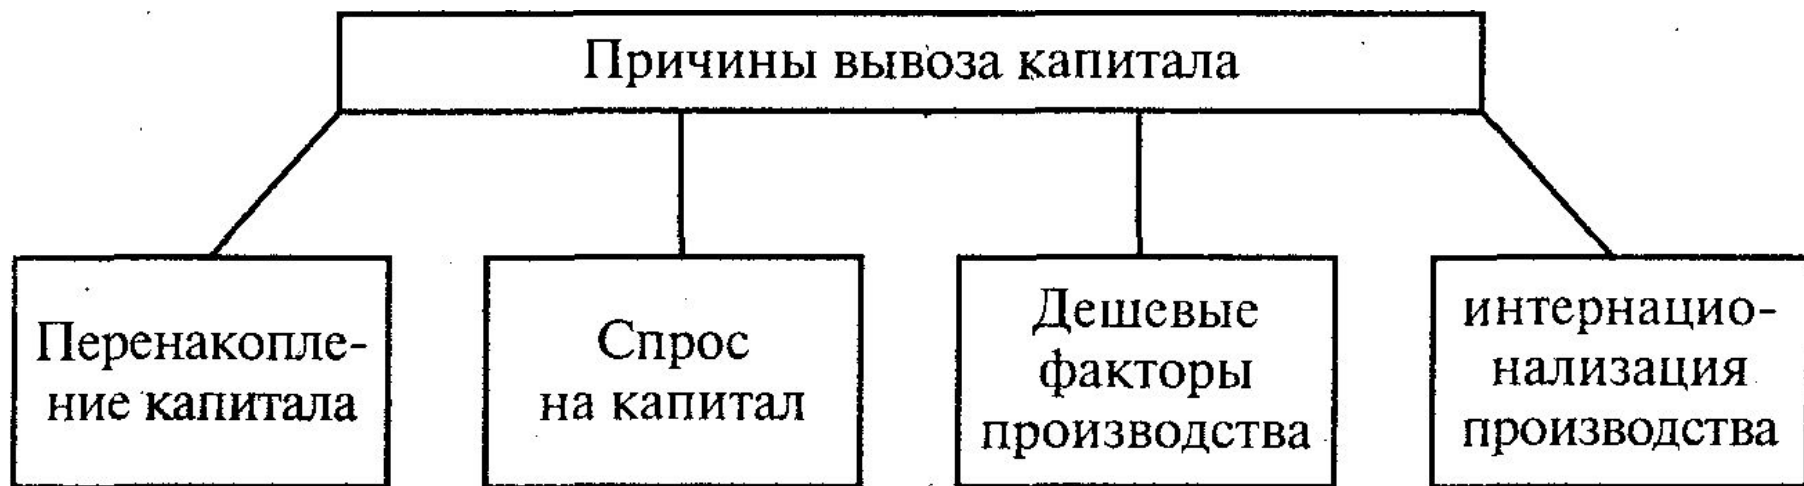 Причины вывоза капитала
Перенакопле-
ние капитала
Спрос
на капитал
Дешевые
факторы
производства
интернацио-
нализация
производства